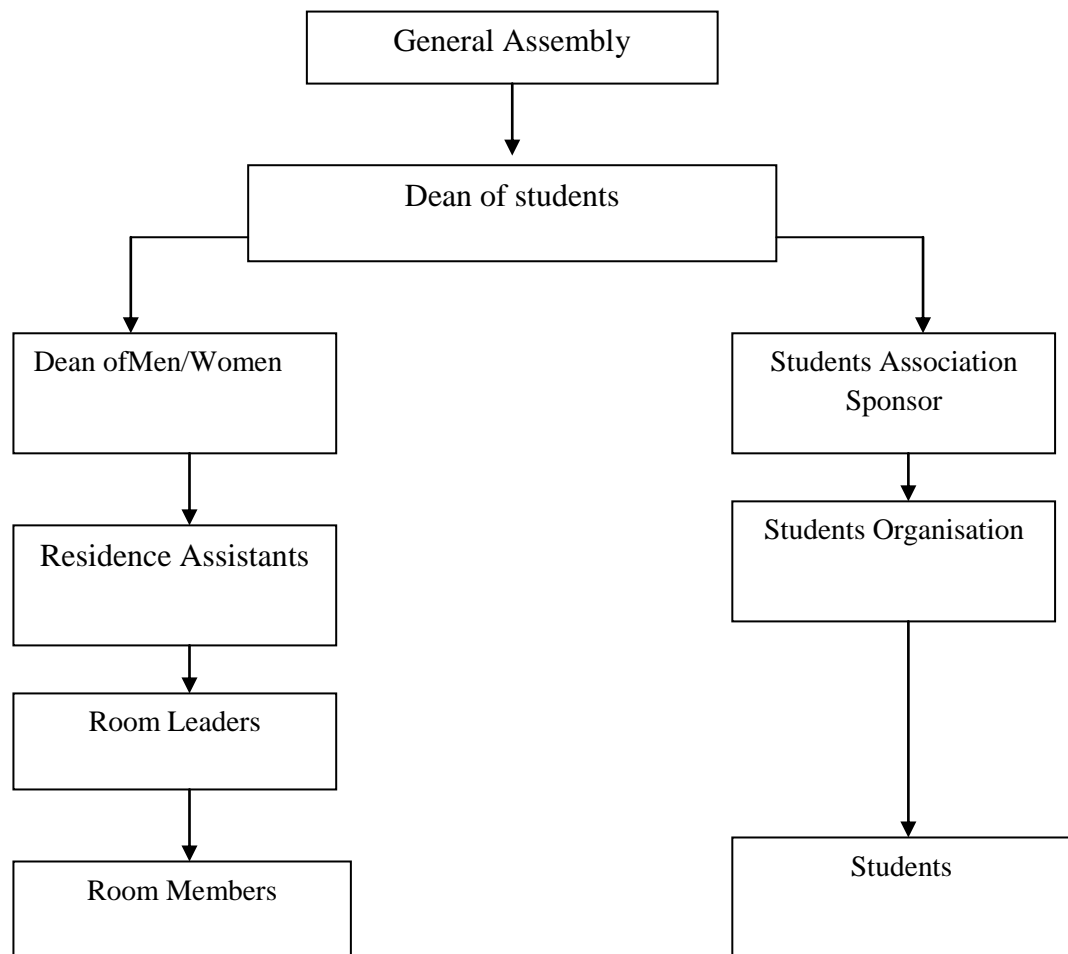 General Assembly
Dean of students
Dean ofMen/Women
Students Association
Sponsor
Residence Assistants
Students Organisation
Room Leaders
Room Members
Students